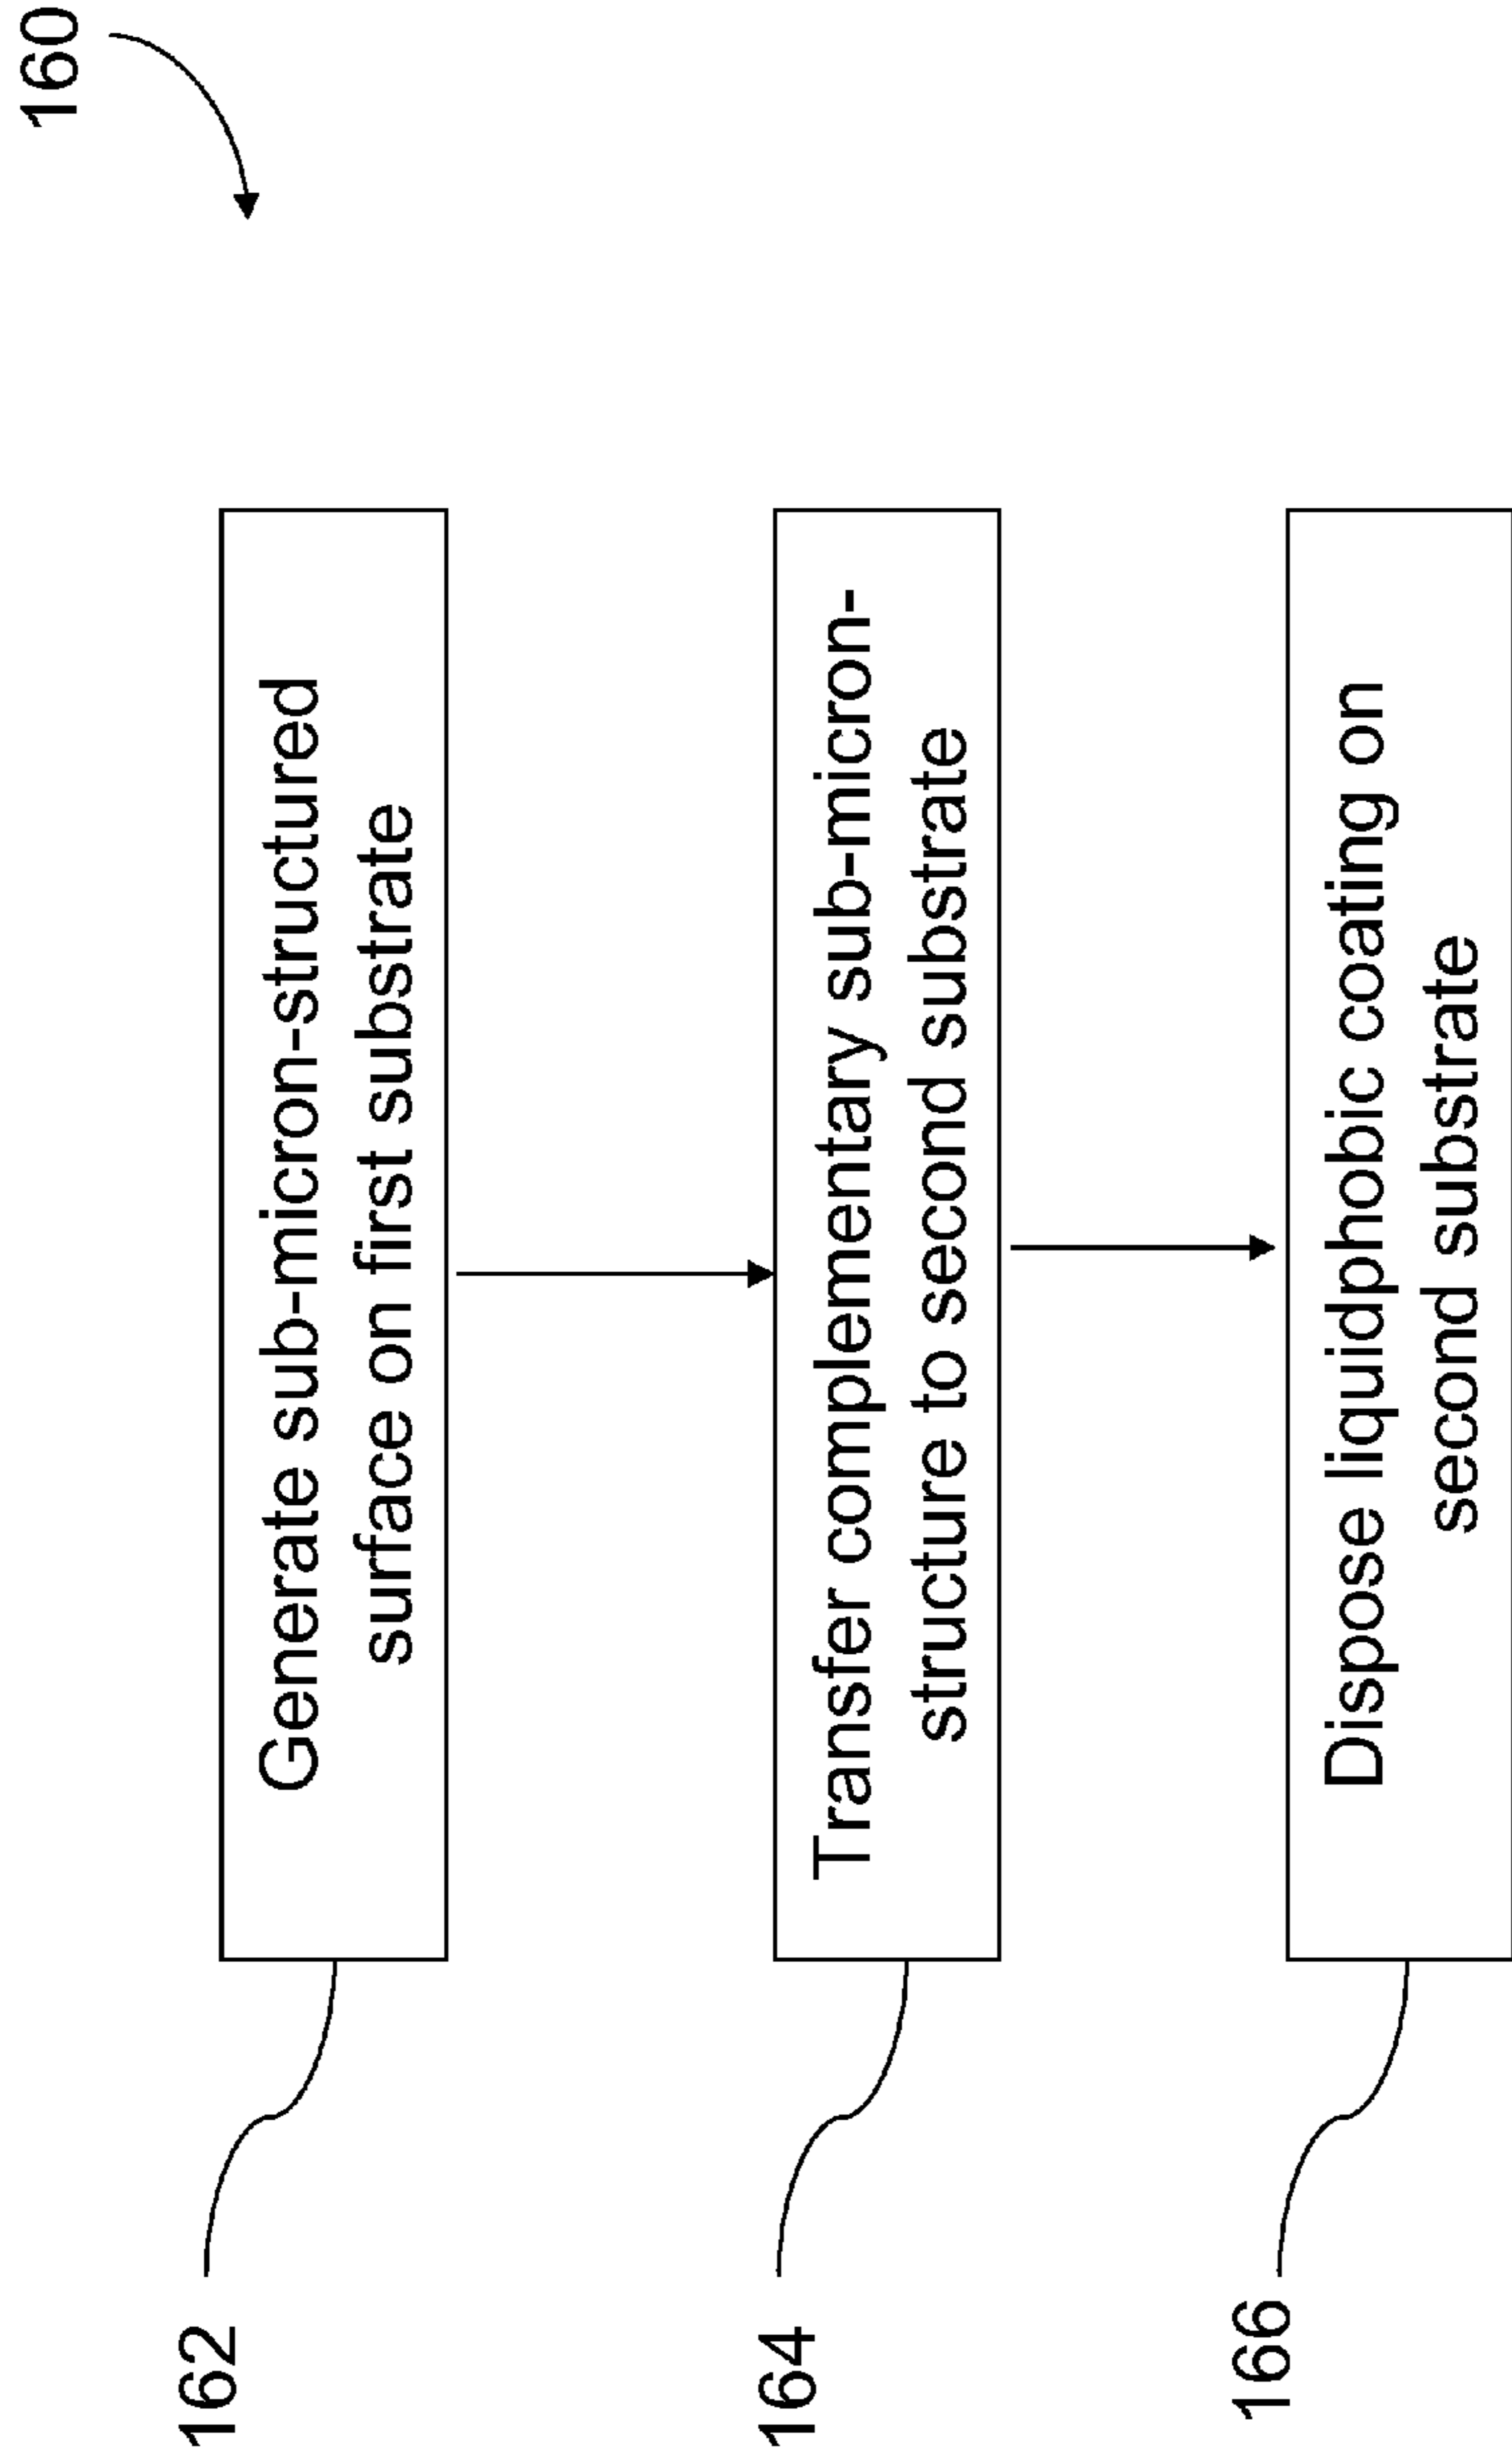 160
162
Generate sub-micron-structured
surface on first substrate
164
Transfer complementary sub-micron-
structure to second substrate
166
Dispose liquidphobic coating on
second substrate